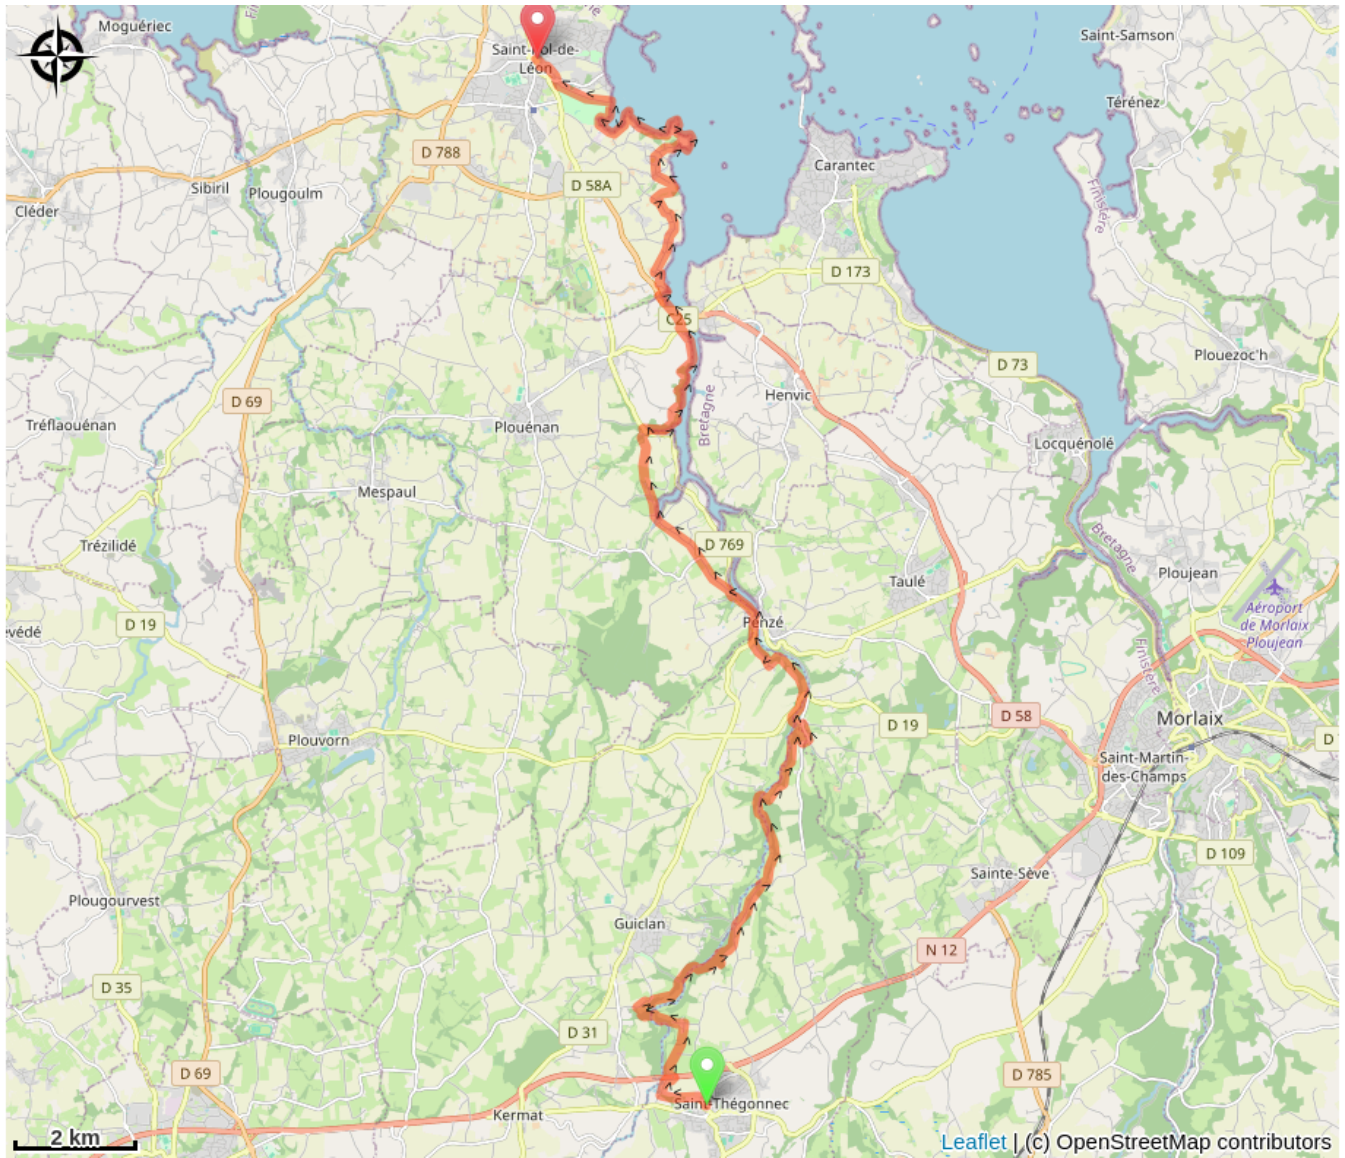 Moguériec
Saint-Pol-de-
Léon
Saint-Samson
Térénez
D 788
Carantec
D 58A
Sibiril
Plougoulm
Cléder
Finistère
D 173
C25
Plouezoc'h
D 73
D 69
Henvic
Bretagne
Tréflaouénan
Plouénan
Locquénolé
Mespaul
Trézilidé
D 769
Bretagne
Ploujean
Taulé
Aéroport
de Morlaix
Ploujean
D 19
evédé
Penzé
Finistère
D 58
D 19
Morlaix
Plouvorn
D
Saint-Martin-
des-Champs
D 109
Sainte-Sève
Plougourvest
Guiclan
N 12
D 35
D 31
D 69
D 785
Saint-Thégonnec
Kermat
2 km
Leaflet | (c) OpenStreetMap contributors